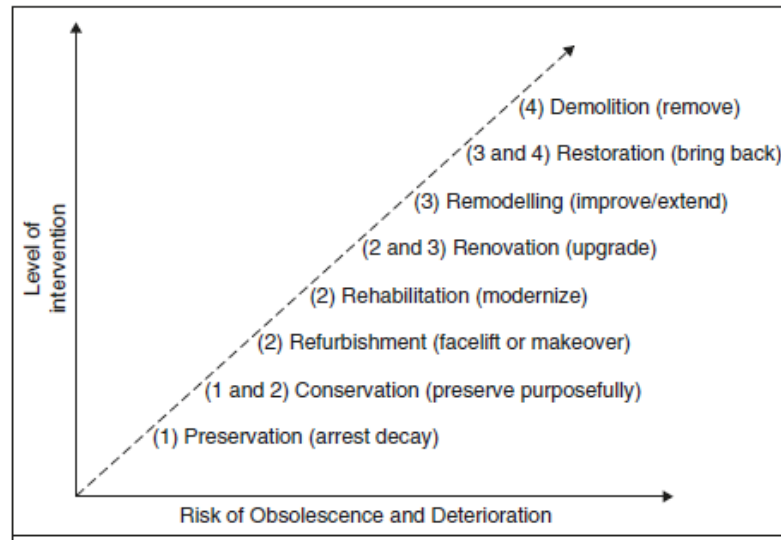 (4) Demolition (remove)
(3 and 4) Restoration (bring back)
(3) Remodelling (improve/extend)
(2 and 3) Renovation (upgrade)
(2) Rehabilitation (modernize)
(2) Refurbishment (facelift or makeover)
(1 and 2) Conservation (preserve purposefully)
(1) Preservation (arrest decay)
Level of
intervention
Risk of Obsolescence and Deterioration